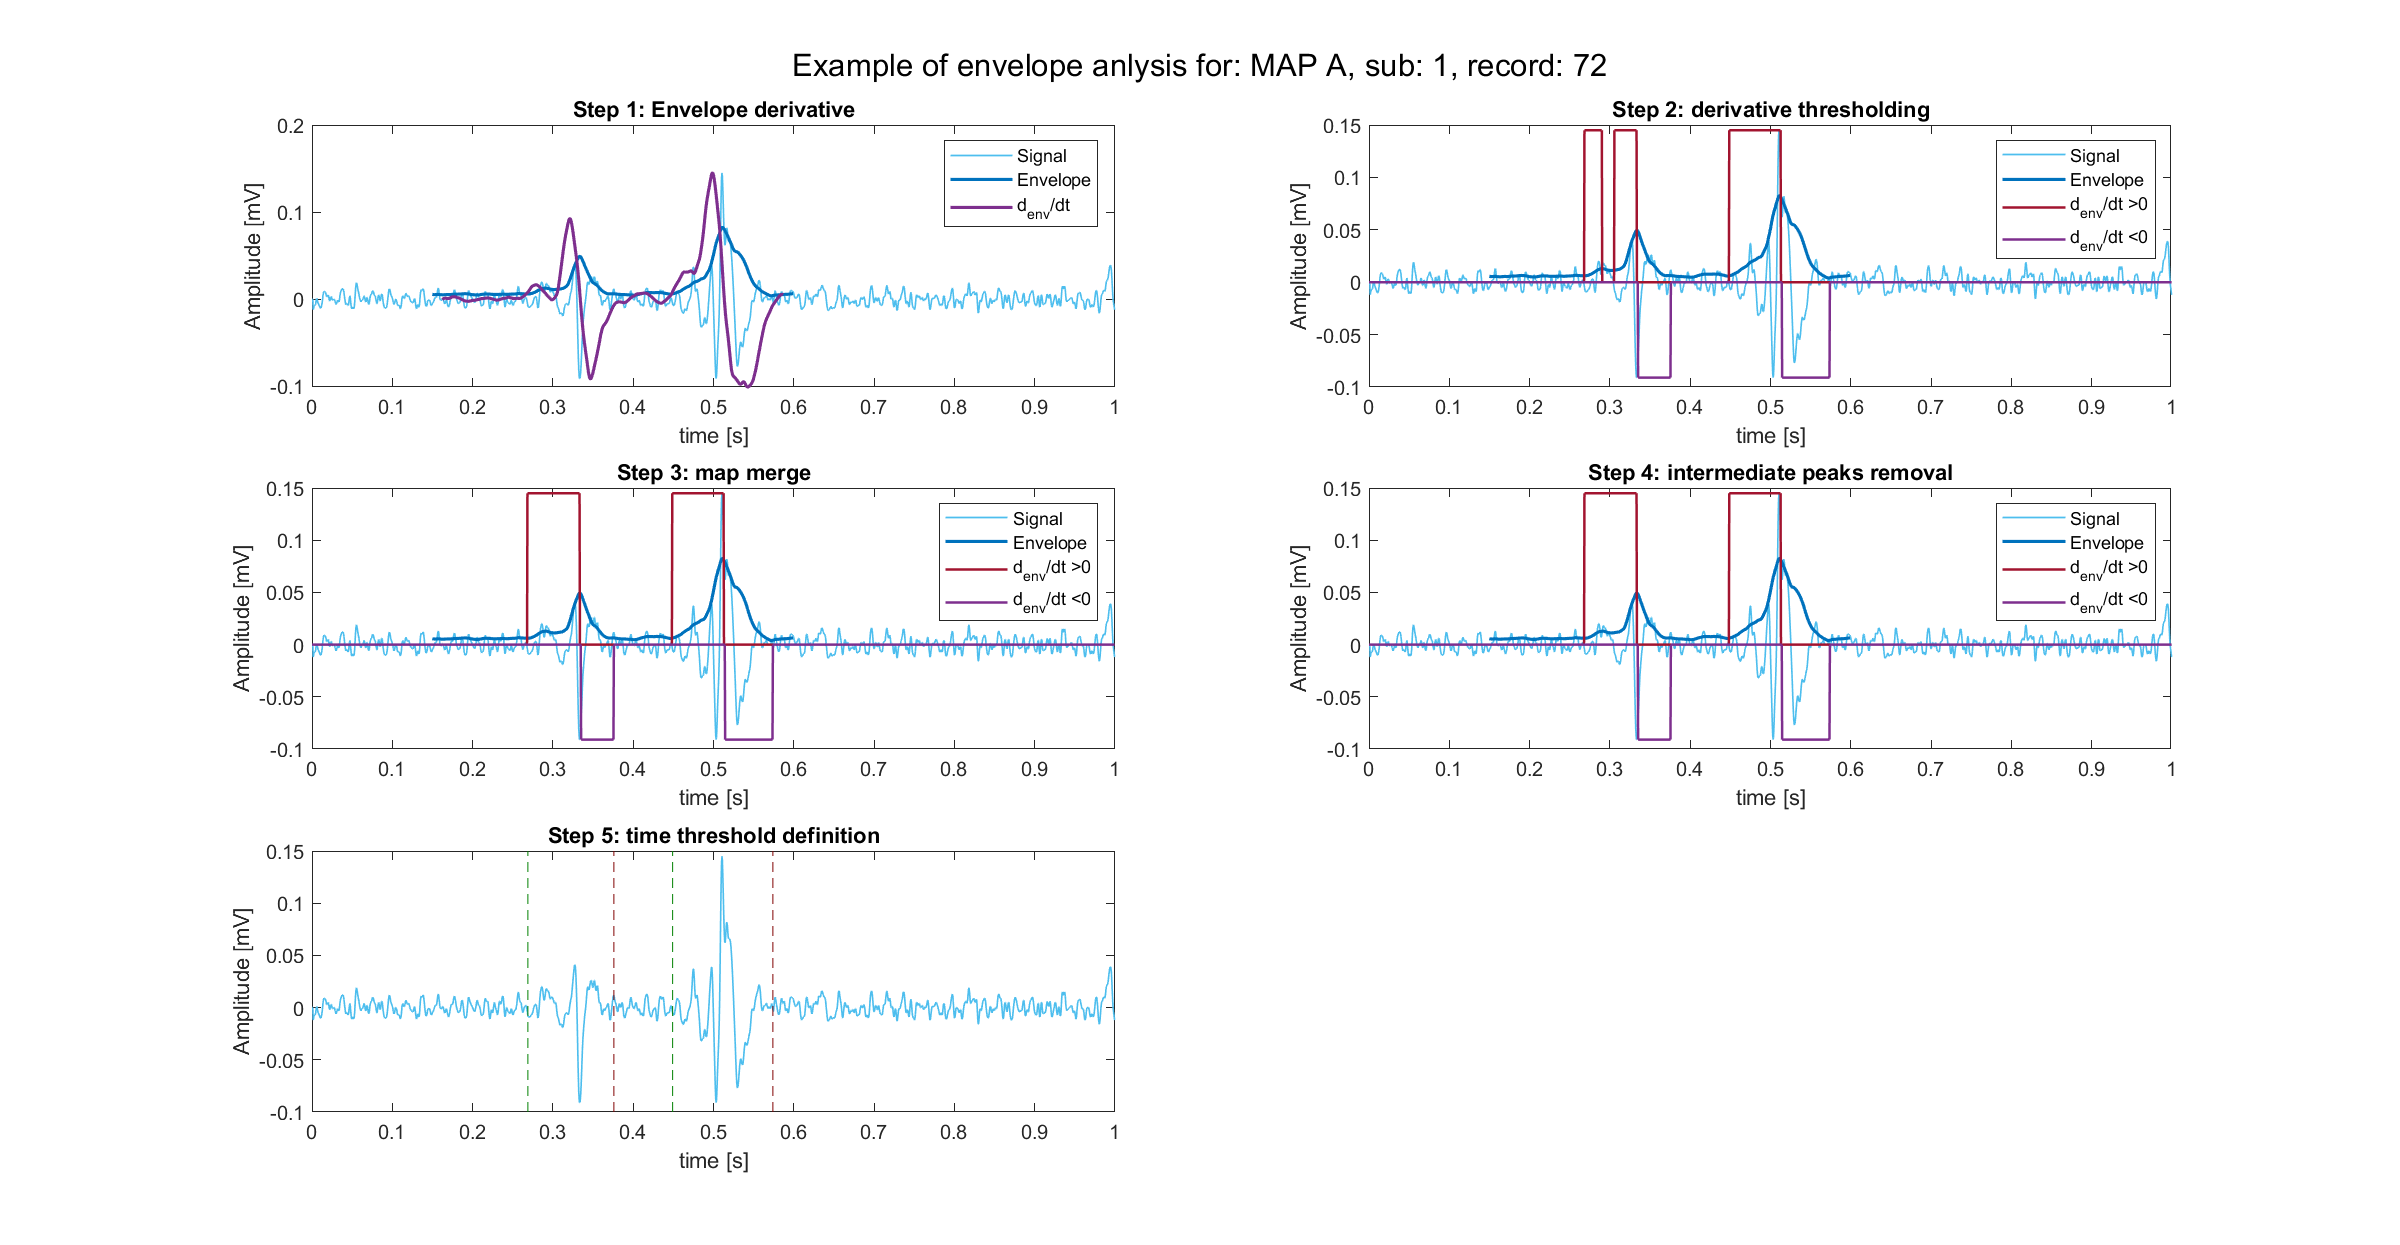 Example of envelope anlysis for: MAP A, sub: 1, record: 72
Step 1: Envelope derivative
0.2
0.1
0
-0.1
Amplitude [mV]
0 0.1 0.2 0.3 0.4 0.5 0.6 0.7 0.8 0.9 1
time [s]
Signal
Envelope
d_env/dt
Step 2: derivative thresholding
0.15
0.1
0.05
0
-0.05
-0.1
Amplitude [mV]
0 0.1 0.2 0.3 0.4 0.5 0.6 0.7 0.8 0.9 1
time [s]
Signal
Envelope
d_env/dt >0
d_env/dt <0
Step 3: map merge
0.15
0.1
0.05
0
-0.05
-0.1
Amplitude [mV]
0 0.1 0.2 0.3 0.4 0.5 0.6 0.7 0.8 0.9 1
time [s]
Signal
Envelope
d_env/dt >0
d_env/dt <0
Step 4: intermediate peaks removal
0.15
0.1
0.05
0
-0.05
-0.1
Amplitude [mV]
0 0.1 0.2 0.3 0.4 0.5 0.6 0.7 0.8 0.9 1
time [s]
Signal
Envelope
d_env/dt >0
d_env/dt <0
Step 5: time threshold definition
0.15
0.1
0.05
0
-0.05
-0.1
Amplitude [mV]
0 0.1 0.2 0.3 0.4 0.5 0.6 0.7 0.8 0.9 1
time [s]